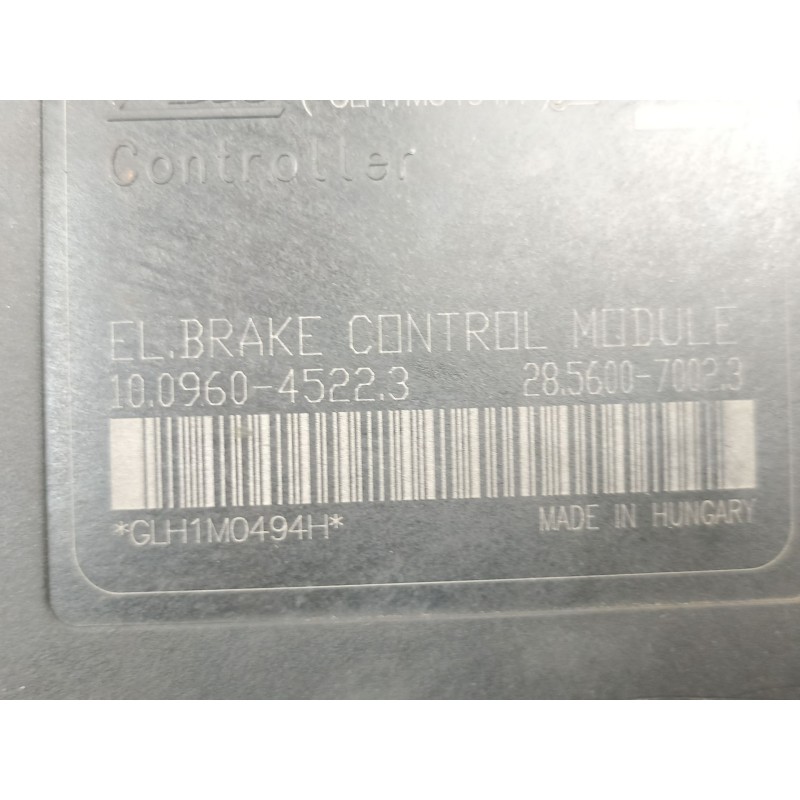 Controller
EL.BRAKE CONTROL MODULE
10.0960-4522.3 28.5600-7002.3
*GLH1M0494H* MADE IN HUNGARY